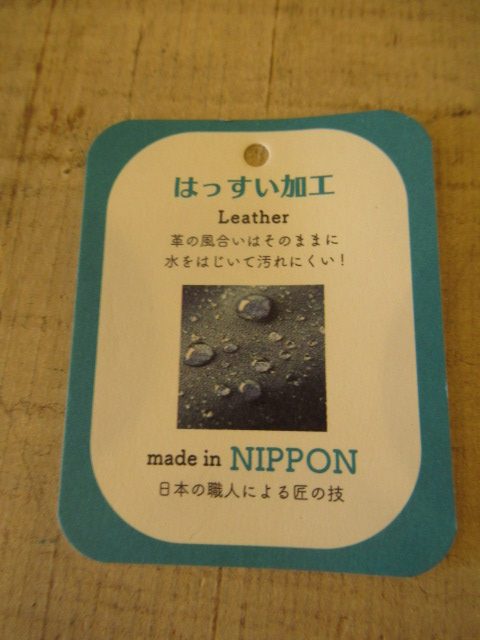 はっすい加工
Leather
革の風合いはそのままに
水をはじいて汚れにくい！
made in NIPPON
日本の職人による匠の技